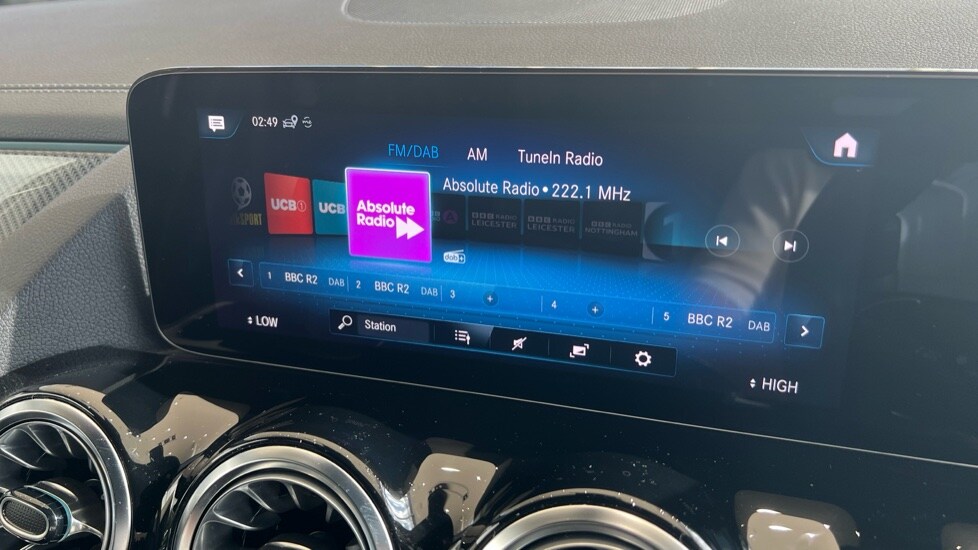 02:49
FM/DAB AM TuneIn Radio
Absolute Radio • 222.1 MHz
SPORT UCB1 UCB Absolute Radio BBC RADIO LEICESTER BBC RADIO LEICESTER BBC RADIO NOTTINGHAM
dab+
1 BBC R2 DAB 2 BBC R2 DAB 3 + 4 + 5 BBC R2 DAB
LOW
Station
HIGH